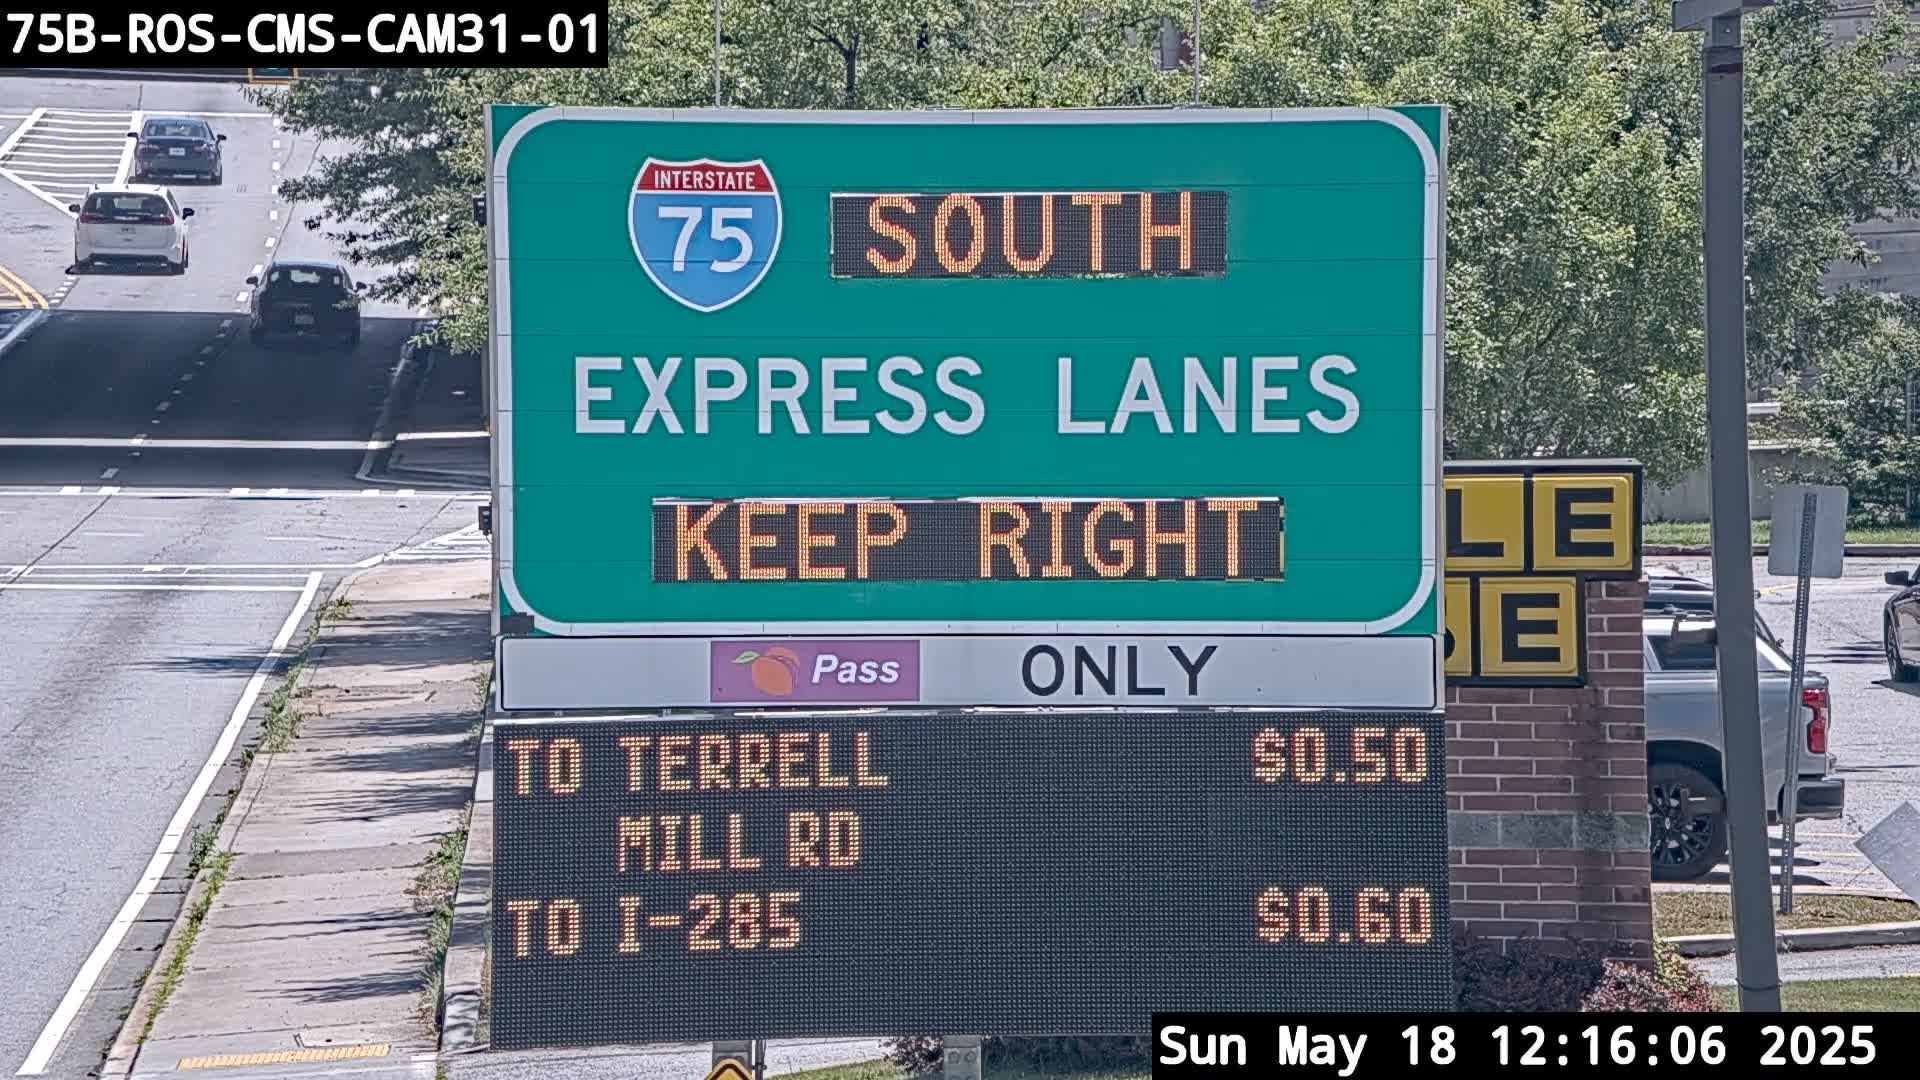 75B-ROS-CMS-CAM31-01
INTERSTATE
75
SOUTH
EXPRESS LANES
KEEP RIGHT
Pass ONLY
TO TERRELL $0.50
MILL RD
TO I-285 $0.60
LE
E
Sun May 18 12:16:06 2025